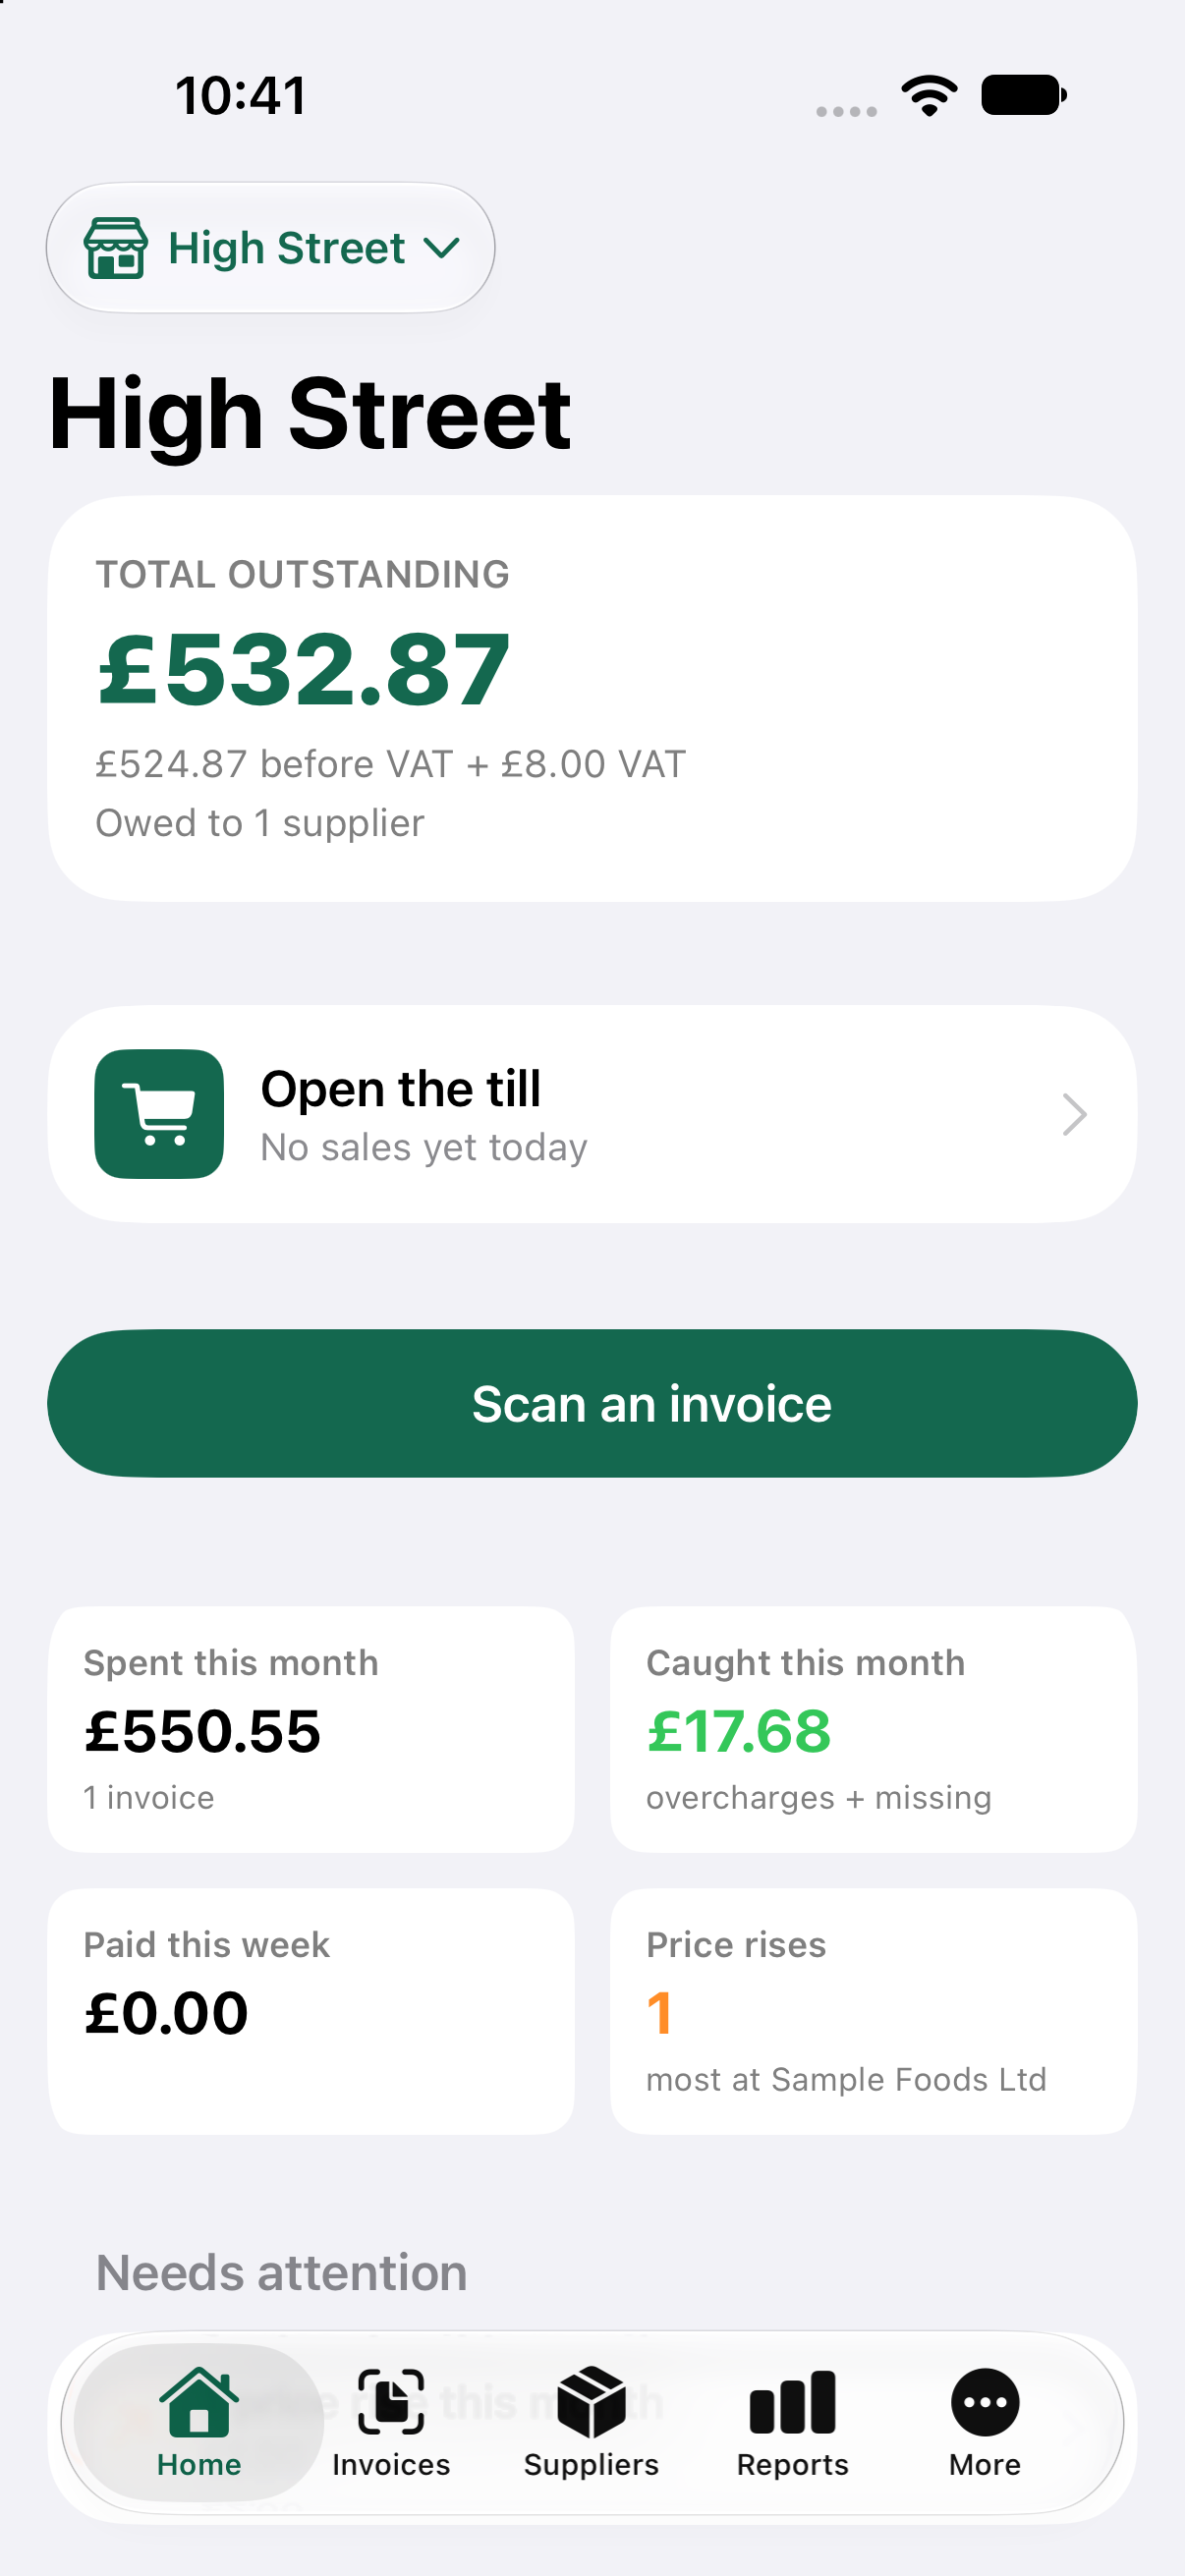 10:41
High Street
High Street
TOTAL OUTSTANDING
£532.87
£524.87 before VAT + £8.00 VAT
Owed to 1 supplier
Open the till
No sales yet today
Scan an invoice
Spent this month
£550.55
1 invoice
Caught this month
£17.68
overcharges + missing
Paid this week
£0.00
Price rises
1
most at Sample Foods Ltd
Needs attention
Home
Invoices
Suppliers
Reports
More